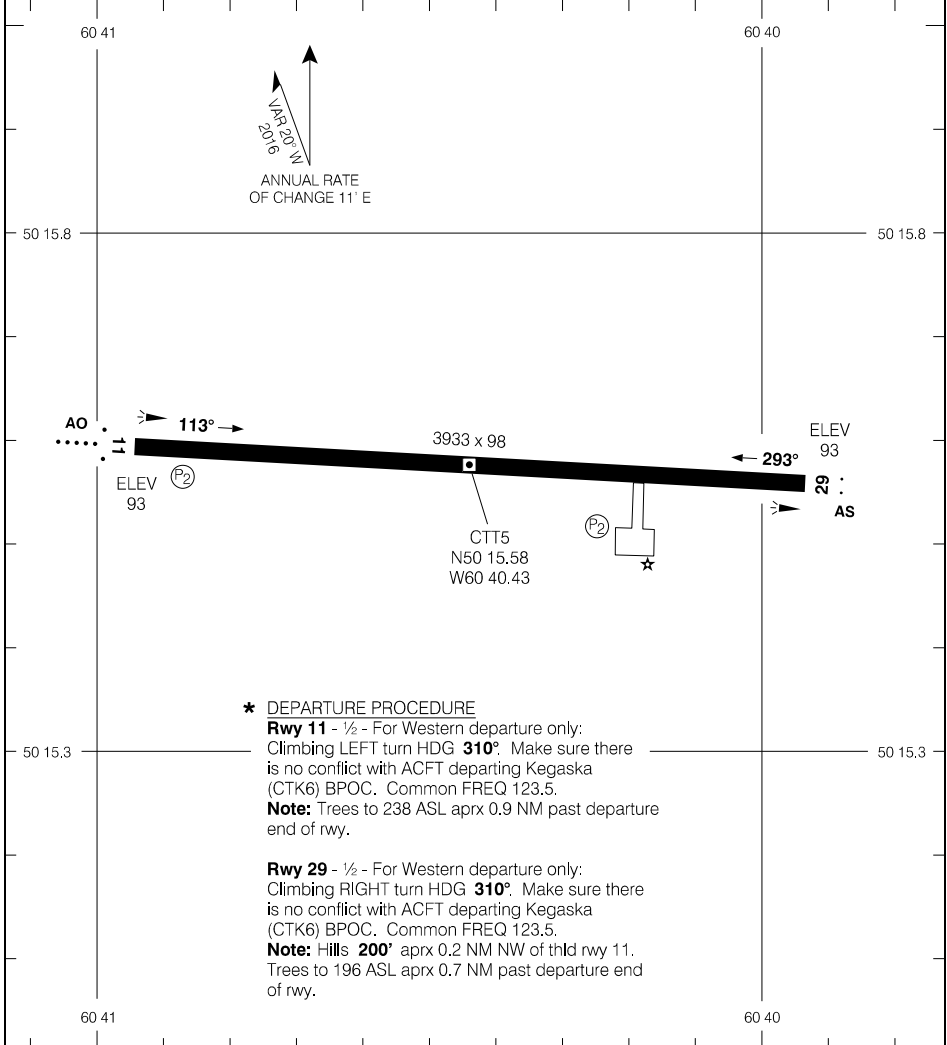 60 41
60 40
VAR 20° W
2016
ANNUAL RATE
OF CHANGE 11' E
50 15.8
50 15.8
AO
113°
3933 x 98
293°
ELEV
93
11
29
ELEV
93
P2
AS
P2
CTT5
N50 15.58
W60 40.43
* DEPARTURE PROCEDURE
Rwy 11 - ½ - For Western departure only:
Climbing LEFT turn HDG 310°. Make sure there
50 15.3
50 15.3
is no conflict with ACFT departing Kegaska
(CTK6) BPOC. Common FREQ 123.5.
Note: Trees to 238 ASL aprx 0.9 NM past departure
end of rwy.
Rwy 29 - ½ - For Western departure only:
Climbing RIGHT turn HDG 310°. Make sure there
is no conflict with ACFT departing Kegaska
(CTK6) BPOC. Common FREQ 123.5.
Note: Hills 200' aprx 0.2 NM NW of thld rwy 11.
Trees to 196 ASL aprx 0.7 NM past departure end
of rwy.
60 41
60 40